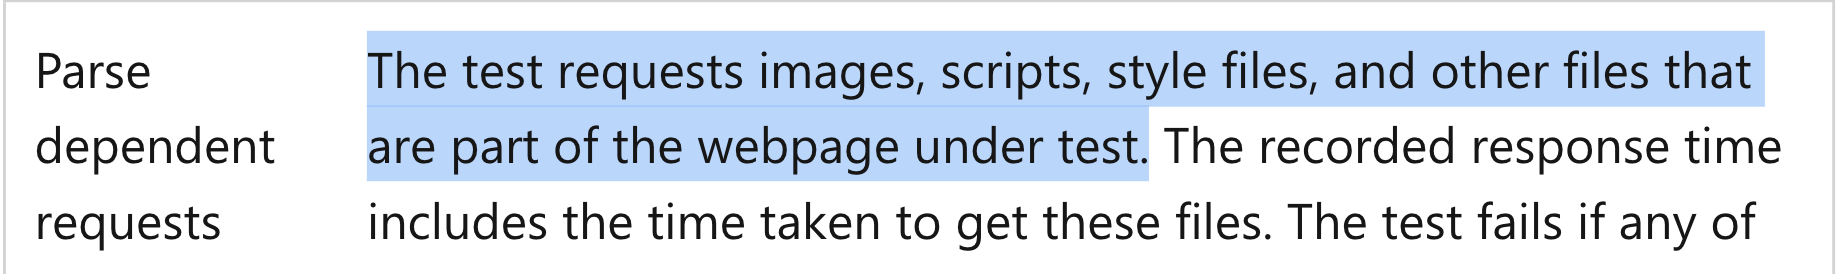 Parse
dependent
requests
The test requests images, scripts, style files, and other files that
are part of the webpage under test. The recorded response time
includes the time taken to get these files. The test fails if any of